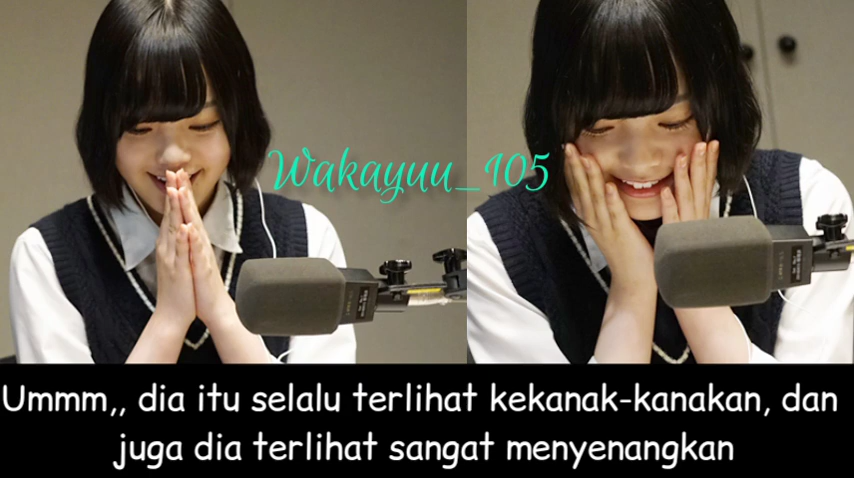 Wakayuu_105
Ummm,, dia itu selalu terlihat kekanak-kanakan, dan
juga dia terlihat sangat menyenangkan